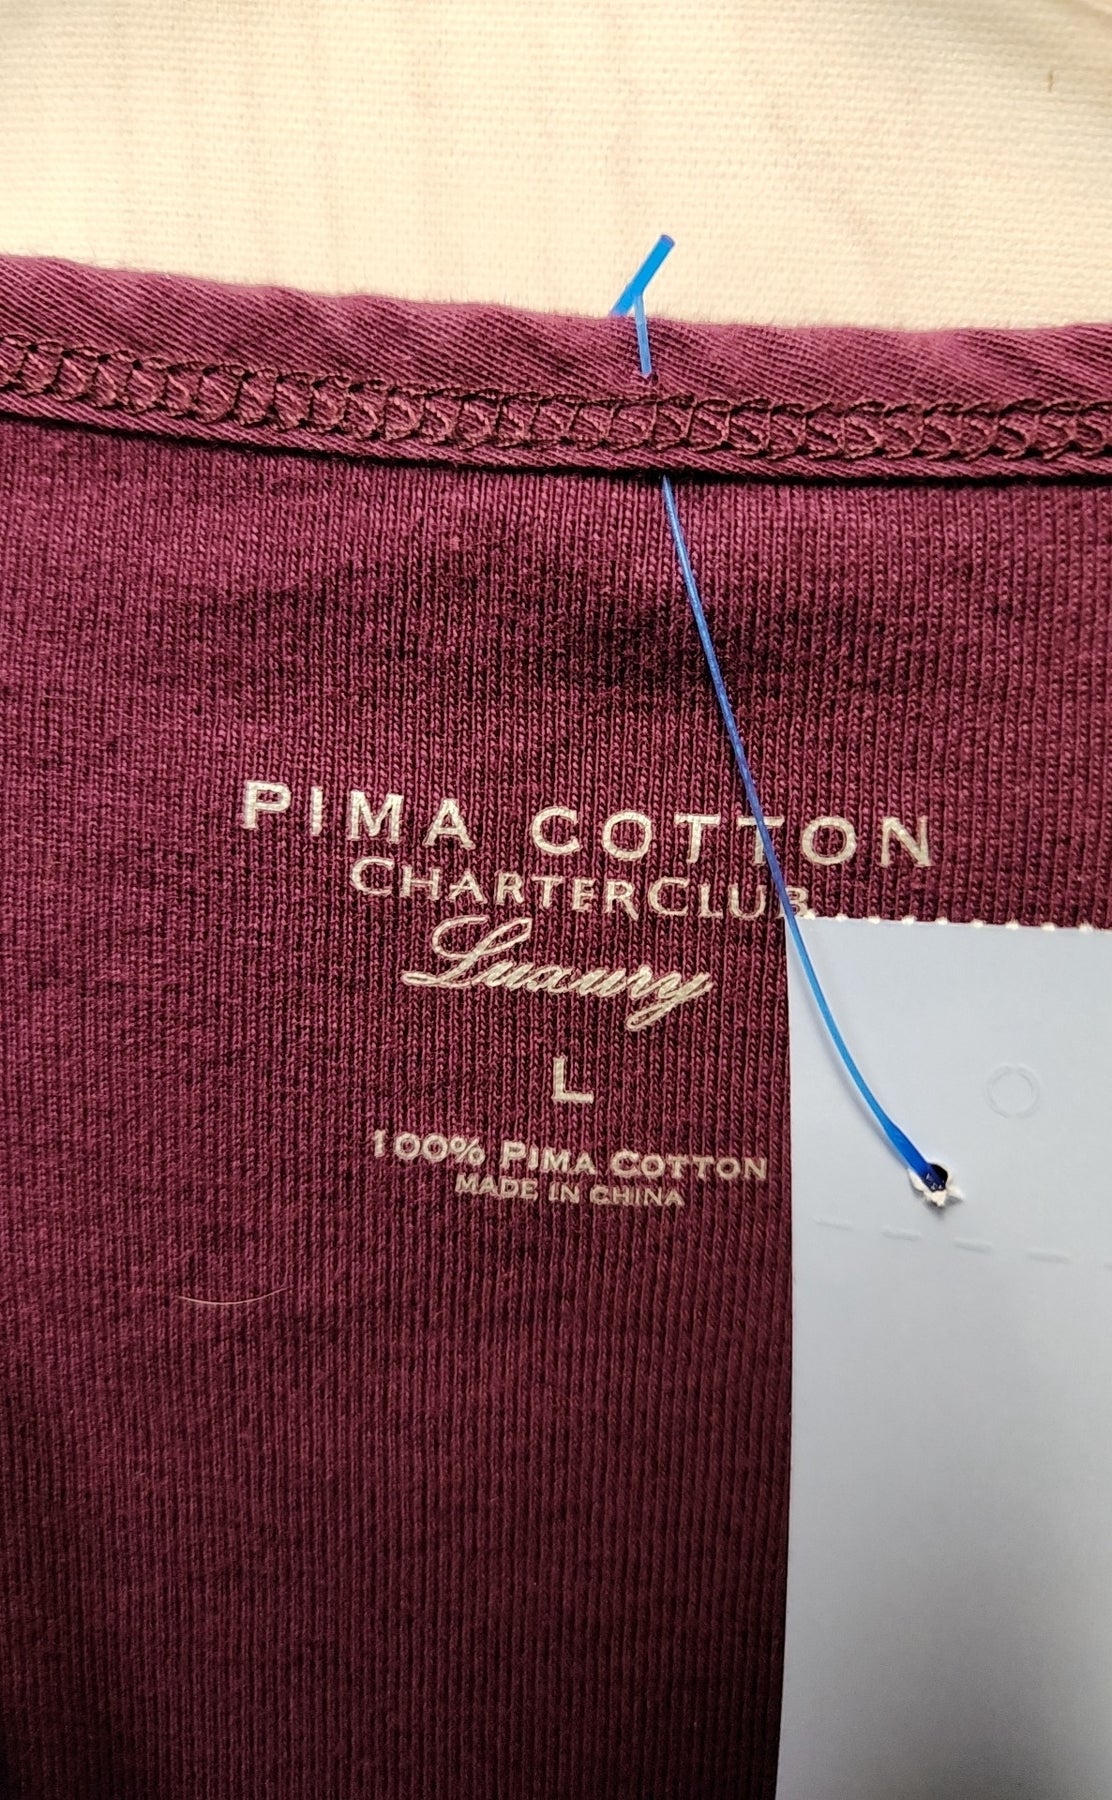 PIMA COTTON
CHARTERCLUB
Luxury
L
100% PIMA COTTON
MADE IN CHINA